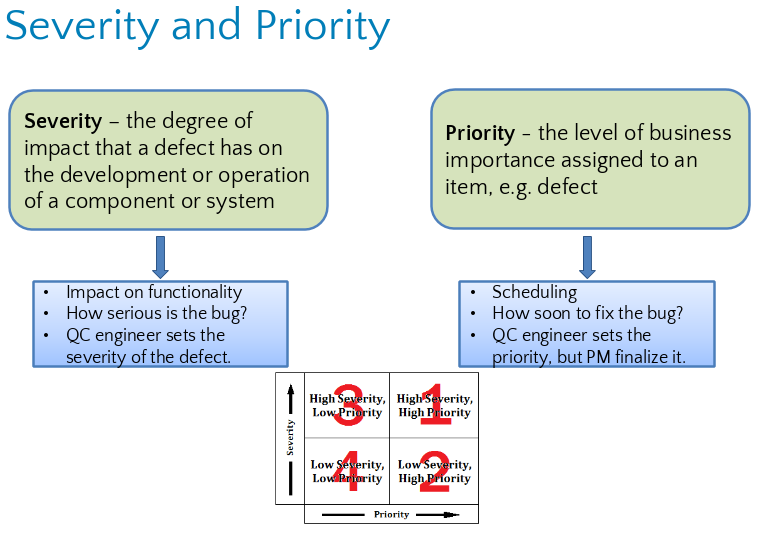 Severity and Priority
Severity – the degree of
impact that a defect has on
the development or operation
of a component or system
Priority - the level of business
importance assigned to an
item, e.g. defect
• Impact on functionality
• How serious is the bug?
• QC engineer sets the
severity of the defect.
• Scheduling
• How soon to fix the bug?
• QC engineer sets the
priority, but PM finalize it.
Severity
High Severity,
Low Priority
3
High Severity,
High Priority
1
Low Severity,
Low Priority
4
Low Severity,
High Priority
2
Priority